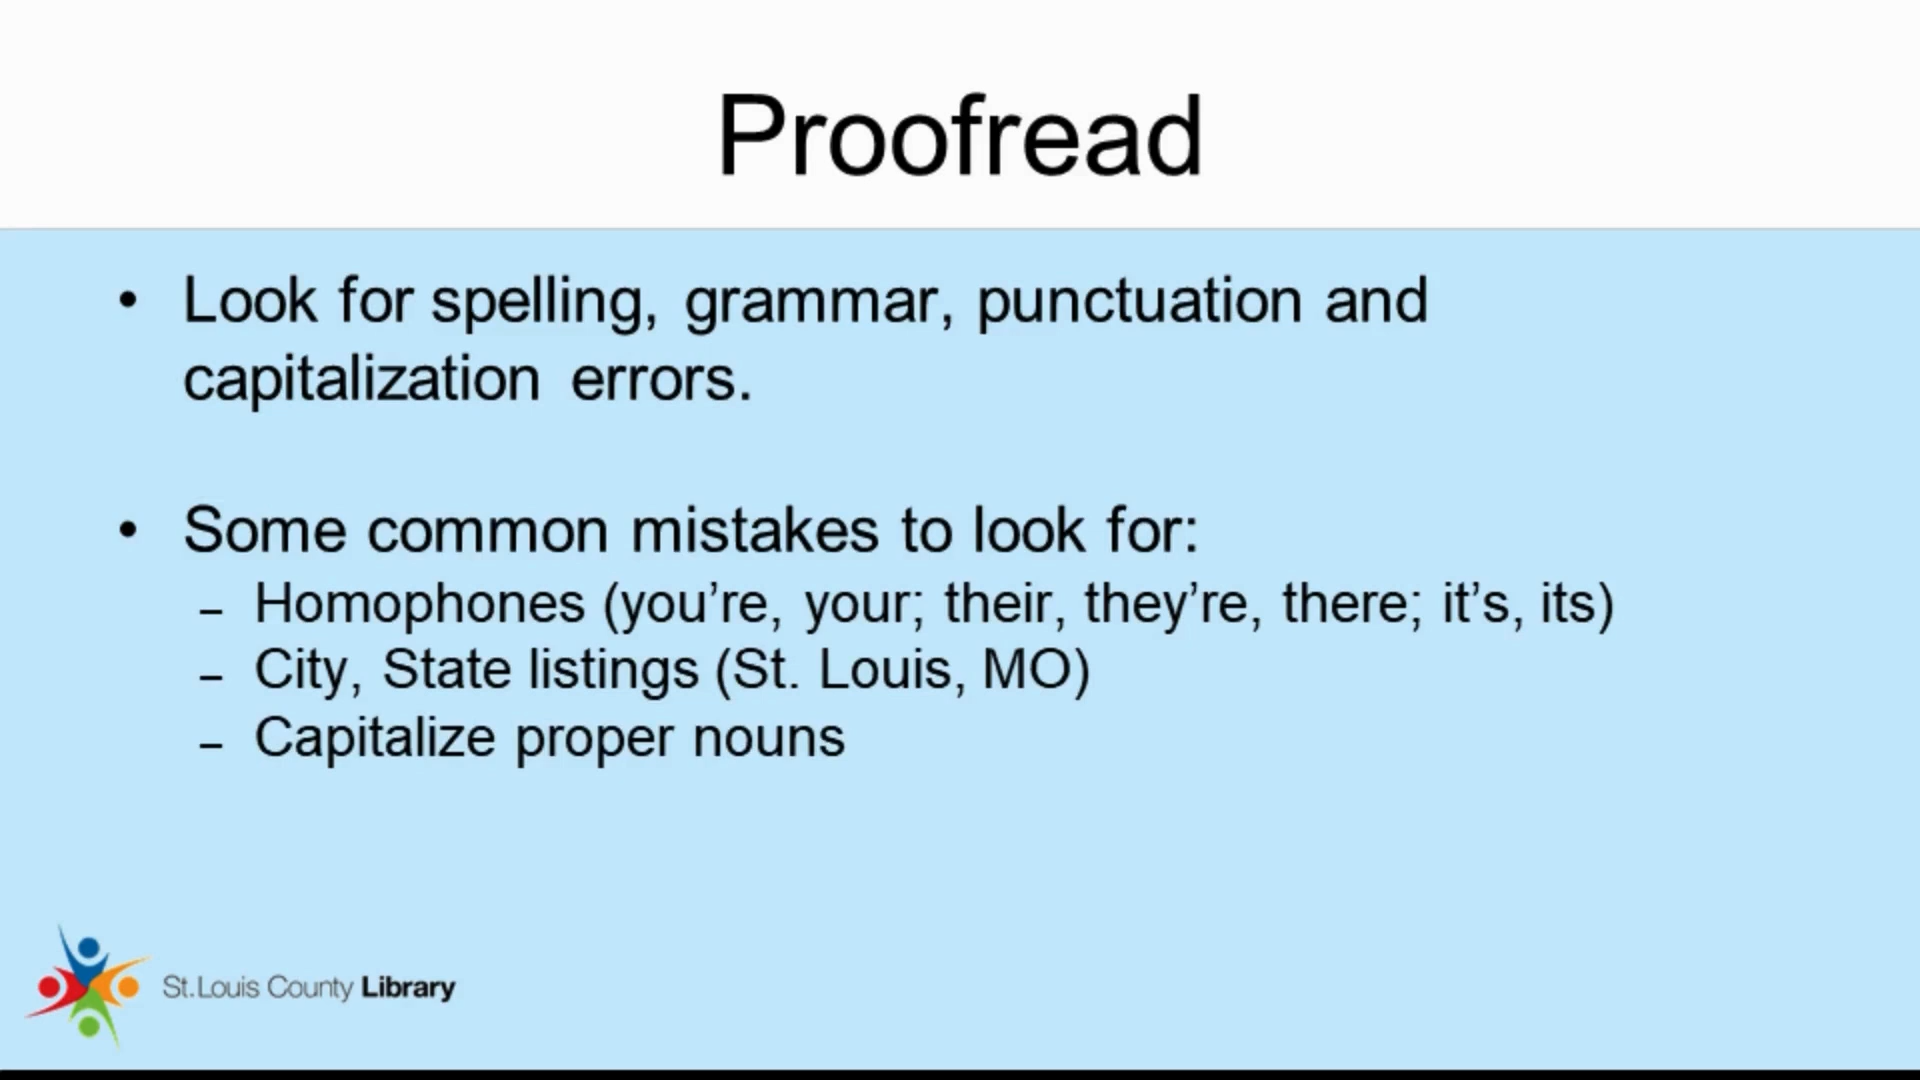 Proofread
• Look for spelling, grammar, punctuation and
capitalization errors.
• Some common mistakes to look for:
– Homophones (you’re, your; their, they’re, there; it’s, its)
– City, State listings (St. Louis, MO)
– Capitalize proper nouns
St.Louis County Library